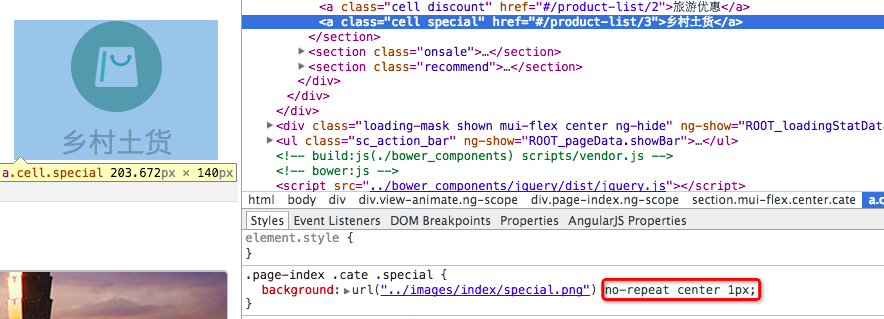 乡村土货
a.cell.special 203.672px × 140px
<a class="cell discount" href="#/product-list/2">旅游优惠</a>
<a class="cell special" href="#/product-list/3">乡村土货</a>
</section>
▶<section class="onsale">…</section>
▶<section class="recommend">…</section>
</div>
</div>
</div>
▶<div class="loading-mask shown mui-flex center ng-hide" ng-show="ROOT_loadingStatData
▶<ul class="sc_action_bar" ng-show="ROOT_pageData.showBar">…</ul>
<!-- build:js(./bower_components) scripts/vendor.js -->
<!-- bower:js -->
<script src="../bower_components/jquery/dist/jquery.js"></script>
html body div.view-animate.ng-scope div.page-index.ng-scope section.mui-flex.center.cate a.c
Styles Event Listeners DOM Breakpoints Properties AngularJS Properties
element.style {
}
.page-index .cate .special {
background:▶url("../images/index/special.png") no-repeat center 1px;
}